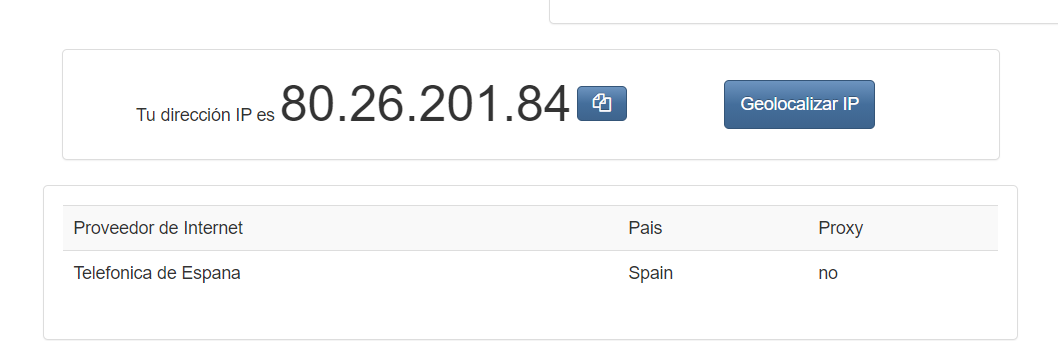 Tu dirección IP es 80.26.201.84 Geolocalizar IP
Proveedor de Internet Pais Proxy
Telefonica de Espana Spain no